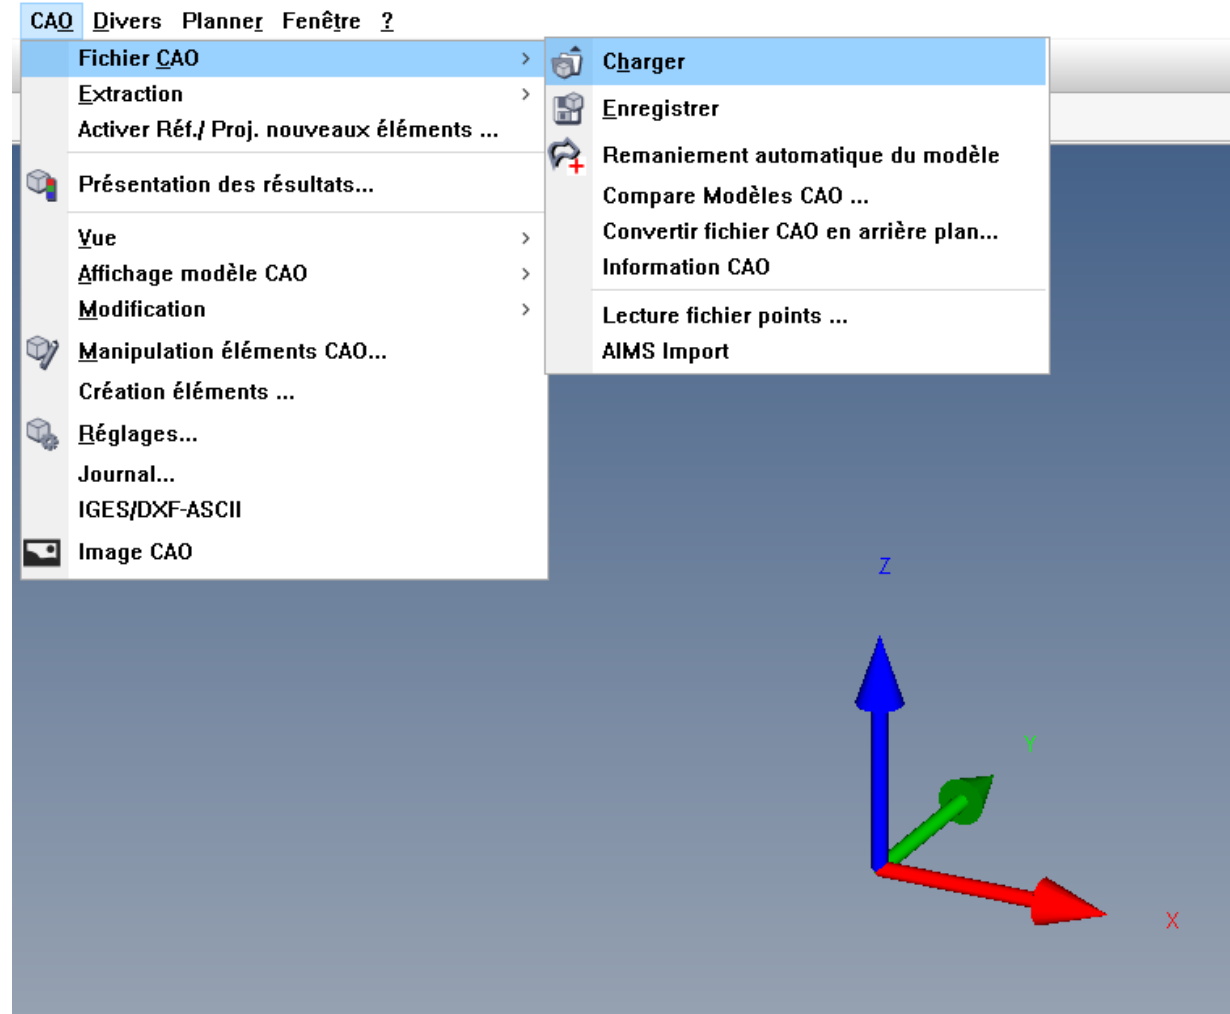 CAO Divers Planner Fenêtre ?
Fichier CAO
Extraction
Activer Réf./ Proj. nouveaux éléments ...
Présentation des résultats...
Vue
Affichage modèle CAO
Modification
Manipulation éléments CAO...
Création éléments ...
Réglages...
Journal...
IGES/DXF-ASCII
Image CAO
Charger
Enregistrer
Remaniement automatique du modèle
Compare Modèles CAO ...
Convertir fichier CAO en arrière plan...
Information CAO
Lecture fichier points ...
AIMS Import
Z
Y
X